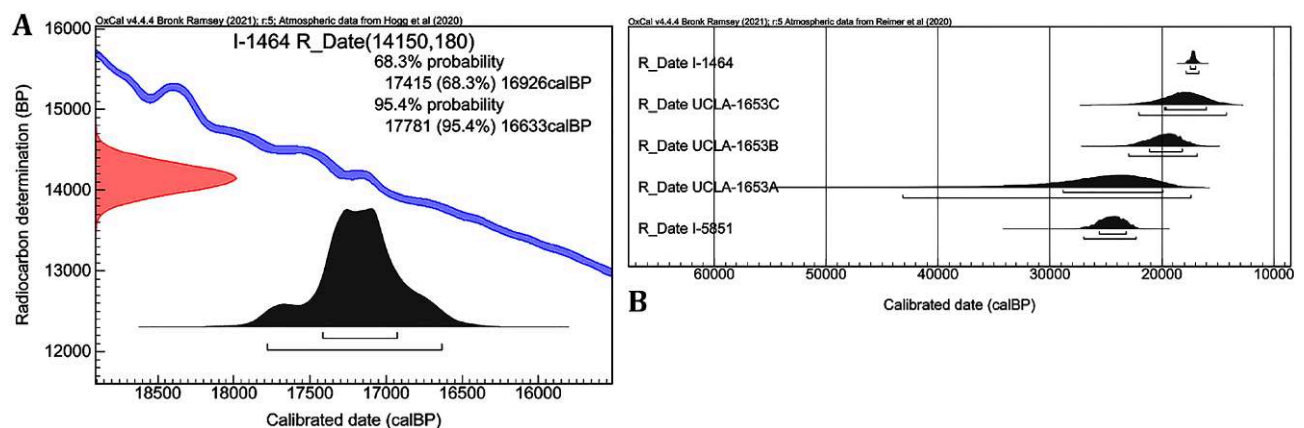 A
OxCal v4.4.4 Bronk Ramsey (2021); r:5; Atmospheric data from Hogg et al (2020)
I-1464 R_Date(14150,180)
68.3% probability
17415 (68.3%) 16926calBP
95.4% probability
17781 (95.4%) 16633calBP
Radiocarbon determination (BP)
16000
15000
14000
13000
12000
18500 18000 17500 17000 16500 16000
Calibrated date (calBP)
OxCal v4.4.4 Bronk Ramsey (2021); r:5 Atmospheric data from Reimer et al (2020)
R_Date I-1464
R_Date UCLA-1653C
R_Date UCLA-1653B
R_Date UCLA-1653A
R_Date I-5851
60000 50000 40000 30000 20000 10000
Calibrated date (calBP)
B